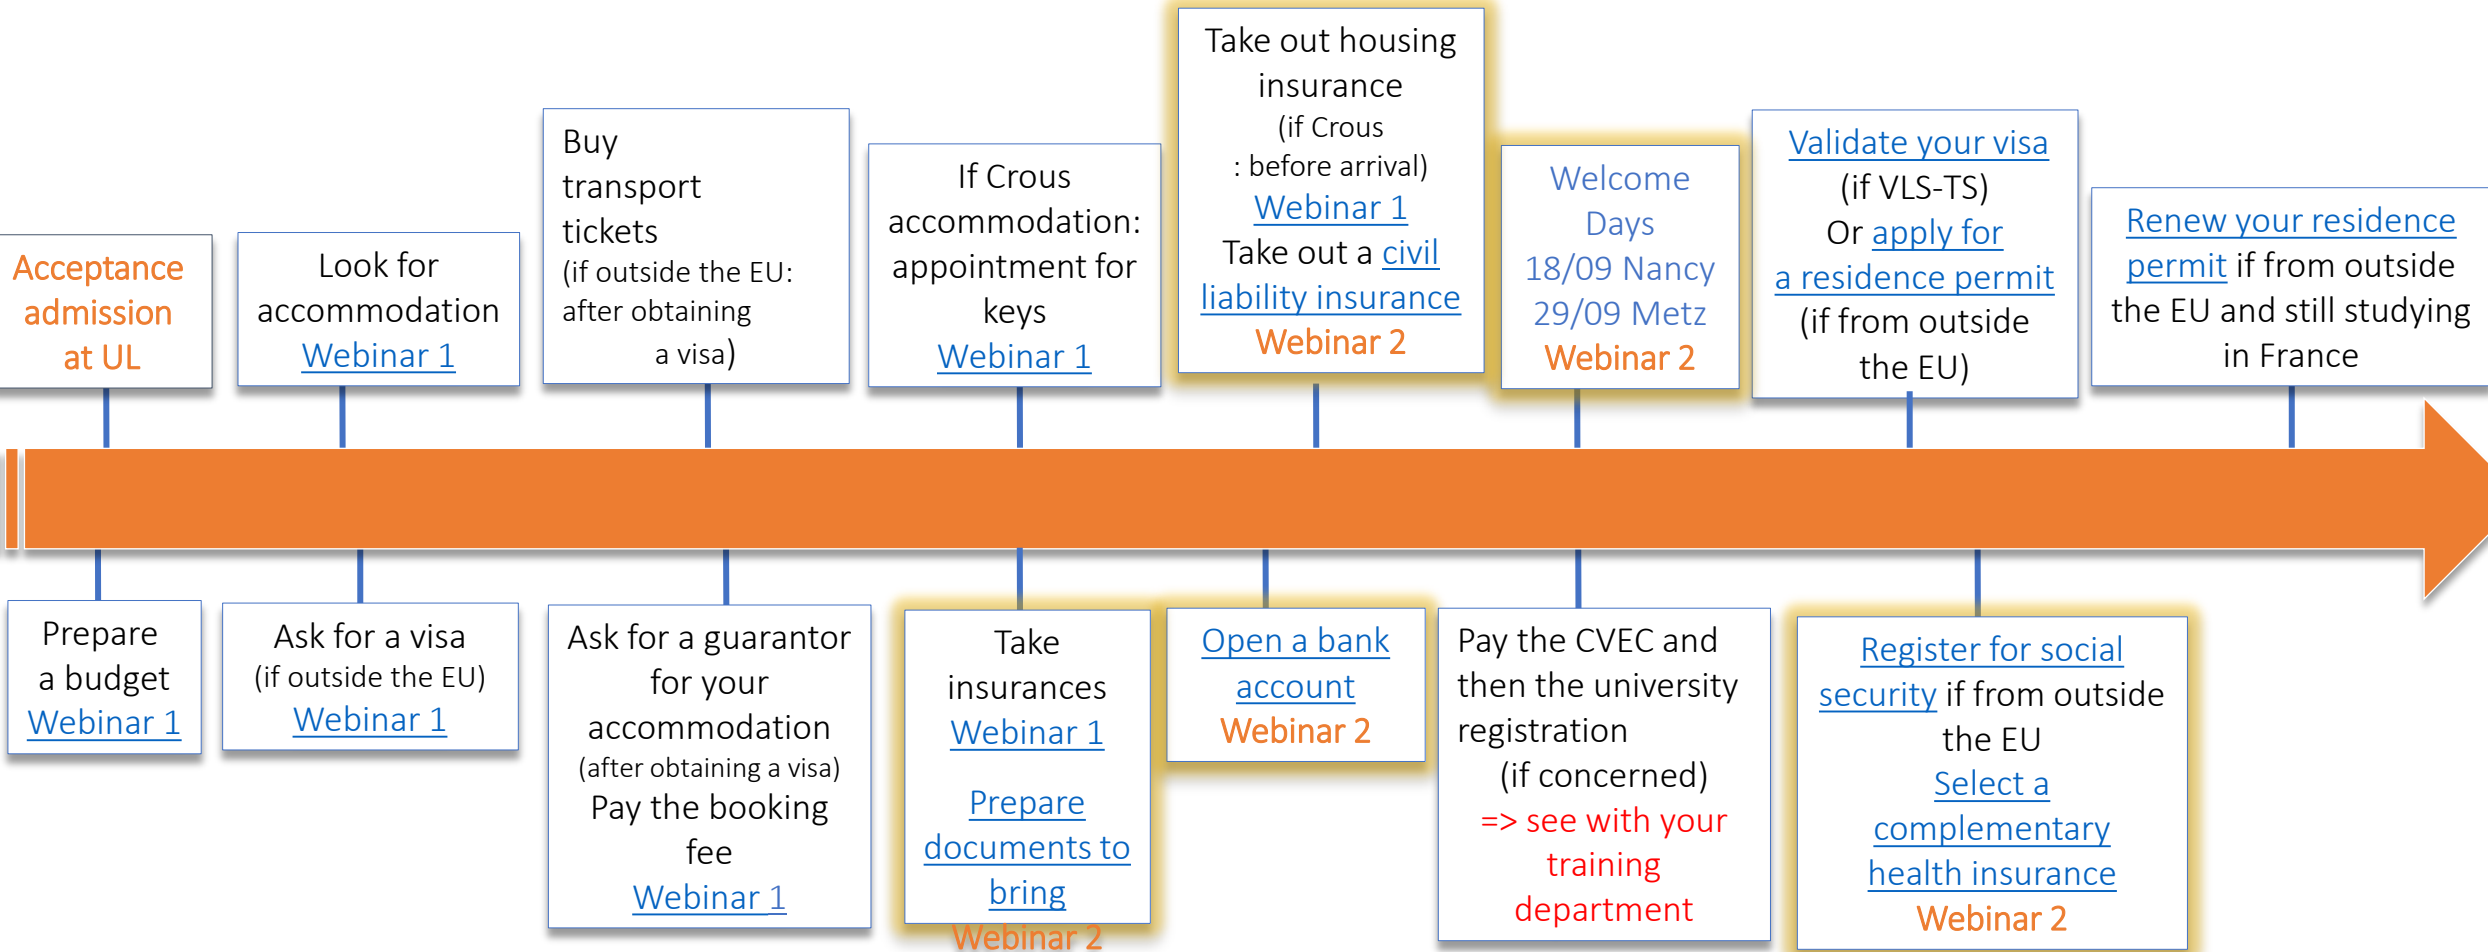 Acceptance
admission
at UL
Look for
accommodation
Webinar 1
Buy
transport
tickets
(if outside the EU:
after obtaining
a visa)
If Crous
accommodation:
appointment for
keys
Webinar 1
Take out housing
insurance
(if Crous
: before arrival)
Webinar 1
Take out a civil
liability insurance
Webinar 2
Welcome
Days
18/09 Nancy
29/09 Metz
Webinar 2
Validate your visa
(if VLS-TS)
Or apply for
a residence permit
(if from outside
the EU)
Renew your residence
permit if from outside
the EU and still studying
in France
Prepare
a budget
Webinar 1
Ask for a visa
(if outside the EU)
Webinar 1
Ask for a guarantor
for your
accommodation
(after obtaining a visa)
Pay the booking
fee
Webinar 1
Take
insurances
Webinar 1
Prepare
documents to
bring
Webinar 2
Open a bank
account
Webinar 2
Pay the CVEC and
then the university
registration
(if concerned)
=> see with your
training
department
Register for social
security if from outside
the EU
Select a
complementary
health insurance
Webinar 2